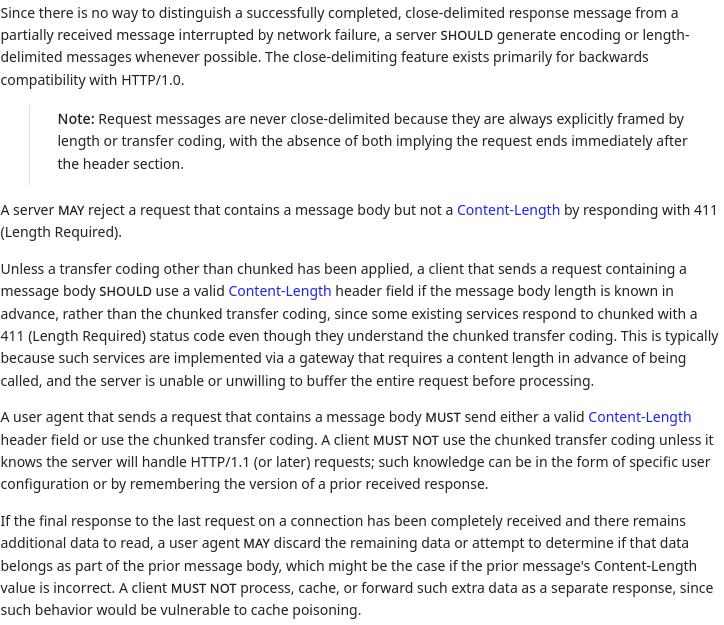 Since there is no way to distinguish a successfully completed, close-delimited response message from a
partially received message interrupted by network failure, a server SHOULD generate encoding or length-
delimited messages whenever possible. The close-delimiting feature exists primarily for backwards
compatibility with HTTP/1.0.
Note: Request messages are never close-delimited because they are always explicitly framed by
length or transfer coding, with the absence of both implying the request ends immediately after
the header section.
A server MAY reject a request that contains a message body but not a Content-Length by responding with 411
(Length Required).
Unless a transfer coding other than chunked has been applied, a client that sends a request containing a
message body SHOULD use a valid Content-Length header field if the message body length is known in
advance, rather than the chunked transfer coding, since some existing services respond to chunked with a
411 (Length Required) status code even though they understand the chunked transfer coding. This is typically
because such services are implemented via a gateway that requires a content length in advance of being
called, and the server is unable or unwilling to buffer the entire request before processing.
A user agent that sends a request that contains a message body MUST send either a valid Content-Length
header field or use the chunked transfer coding. A client MUST NOT use the chunked transfer coding unless it
knows the server will handle HTTP/1.1 (or later) requests; such knowledge can be in the form of specific user
configuration or by remembering the version of a prior received response.
If the final response to the last request on a connection has been completely received and there remains
additional data to read, a user agent MAY discard the remaining data or attempt to determine if that data
belongs as part of the prior message body, which might be the case if the prior message's Content-Length
value is incorrect. A client MUST NOT process, cache, or forward such extra data as a separate response, since
such behavior would be vulnerable to cache poisoning.